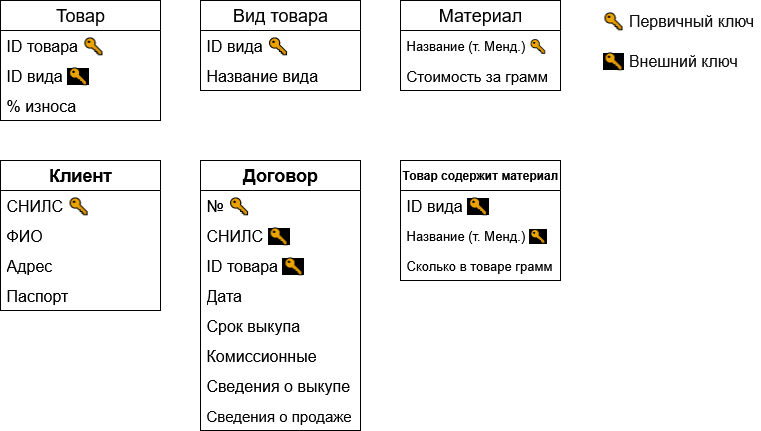 Товар
ID товара
ID вида
% износа
Вид товара
ID вида
Название вида
Материал
Название (т. Менд.)
Стоимость за грамм
Первичный ключ
Внешний ключ
Клиент
СНИЛС
ФИО
Адрес
Паспорт
Договор
№
СНИЛС
ID товара
Дата
Срок выкупа
Комиссионные
Сведения о выкупе
Сведения о продаже
Товар содержит материал
ID вида
Название (т. Менд.)
Сколько в товаре грамм